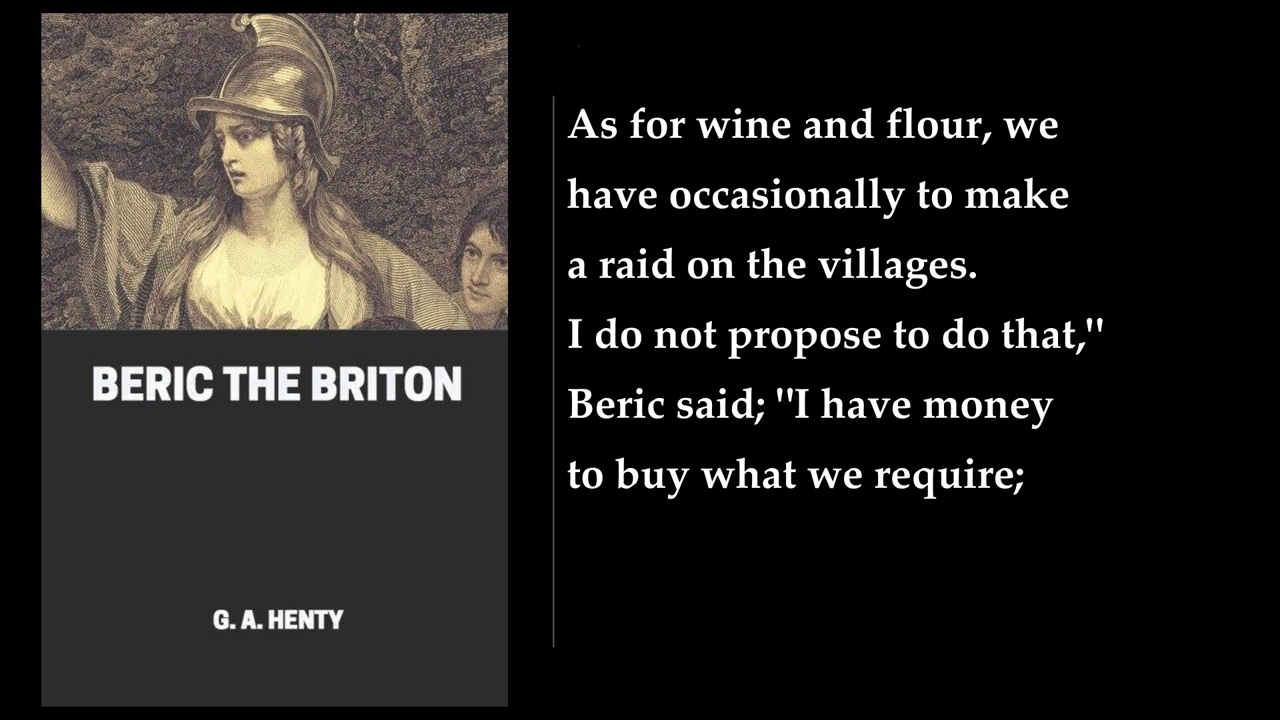 BERIC THE BRITON
G. A. HENTY
As for wine and flour, we
have occasionally to make
a raid on the villages.
I do not propose to do that,"
Beric said; "I have money
to buy what we require;